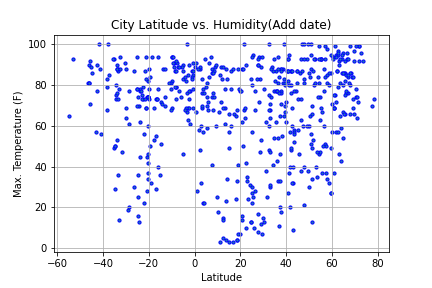 City Latitude vs. Humidity(Add date)
Max. Temperature (F)
100
80
60
40
20
0
−60 −40 −20 0 20 40 60 80
Latitude